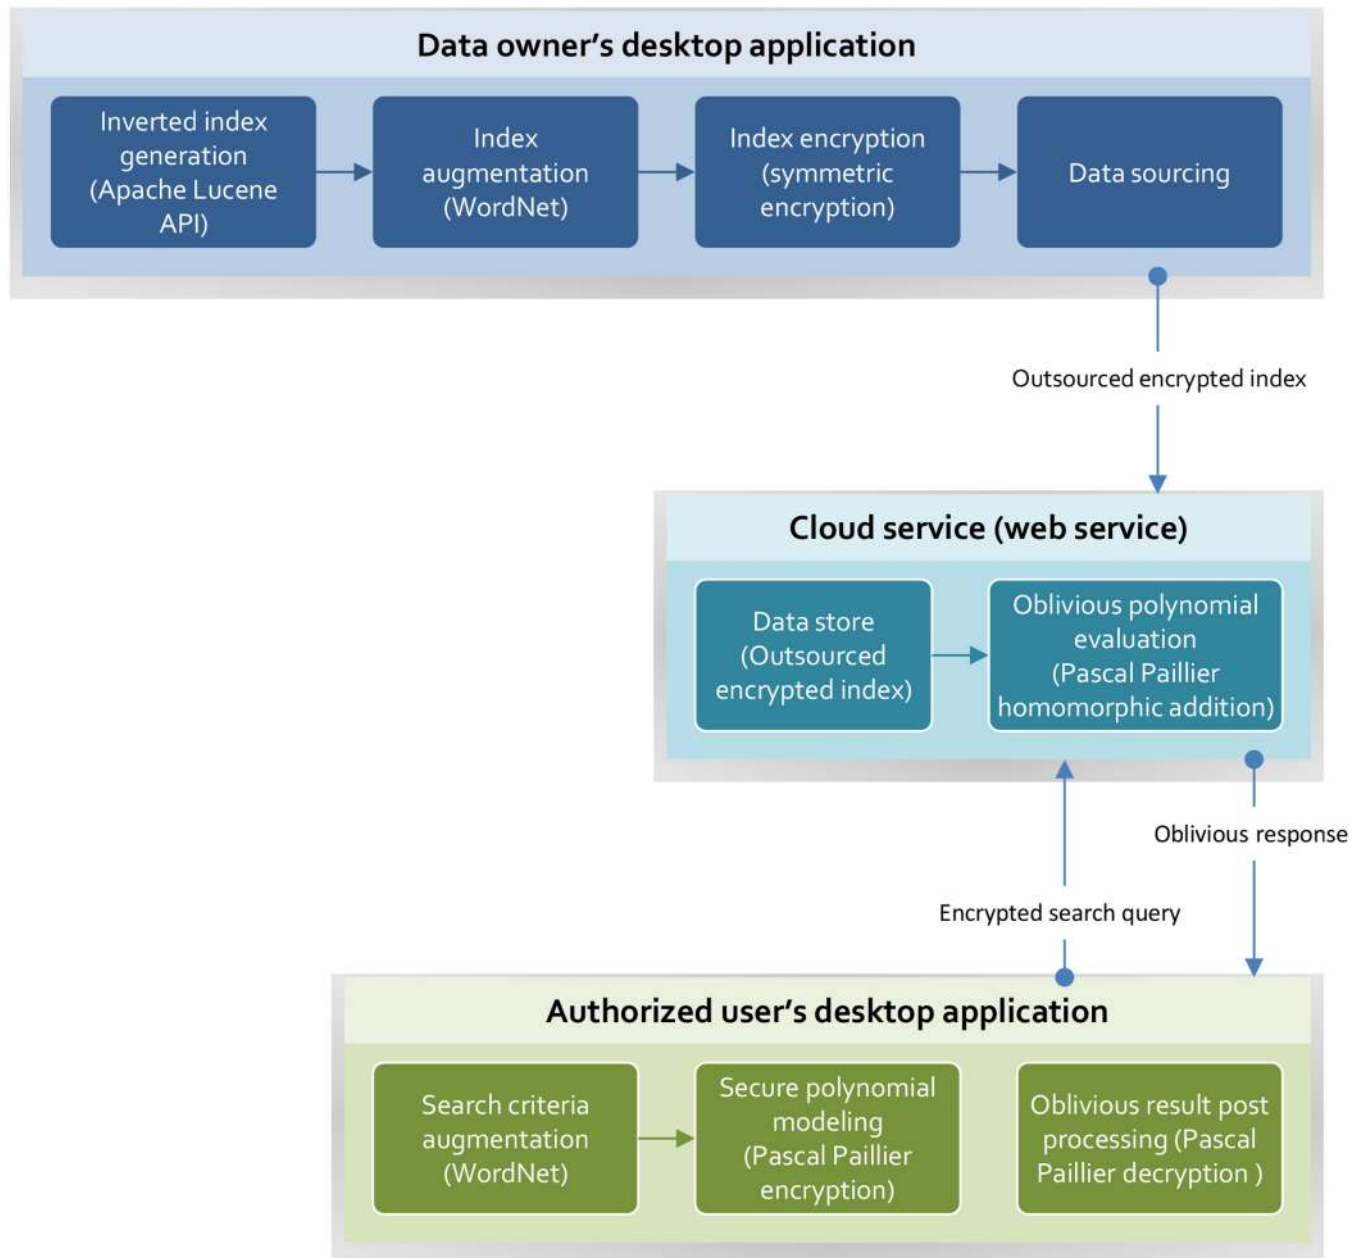 Data owner's desktop application
Inverted index
generation
(Apache Lucene
API)
Index
augmentation
(WordNet)
Index encryption
(symmetric
encryption)
Data sourcing
Outsourced encrypted index
Cloud service (web service)
Data store
(Outsourced
encrypted index)
Oblivious polynomial
evaluation
(Pascal Paillier
homomorphic addition)
Oblivious response
Encrypted search query
Authorized user's desktop application
Search criteria
augmentation
(WordNet)
Secure polynomial
modeling
(Pascal Paillier
encryption)
Oblivious result post
processing (Pascal
Paillier decryption )